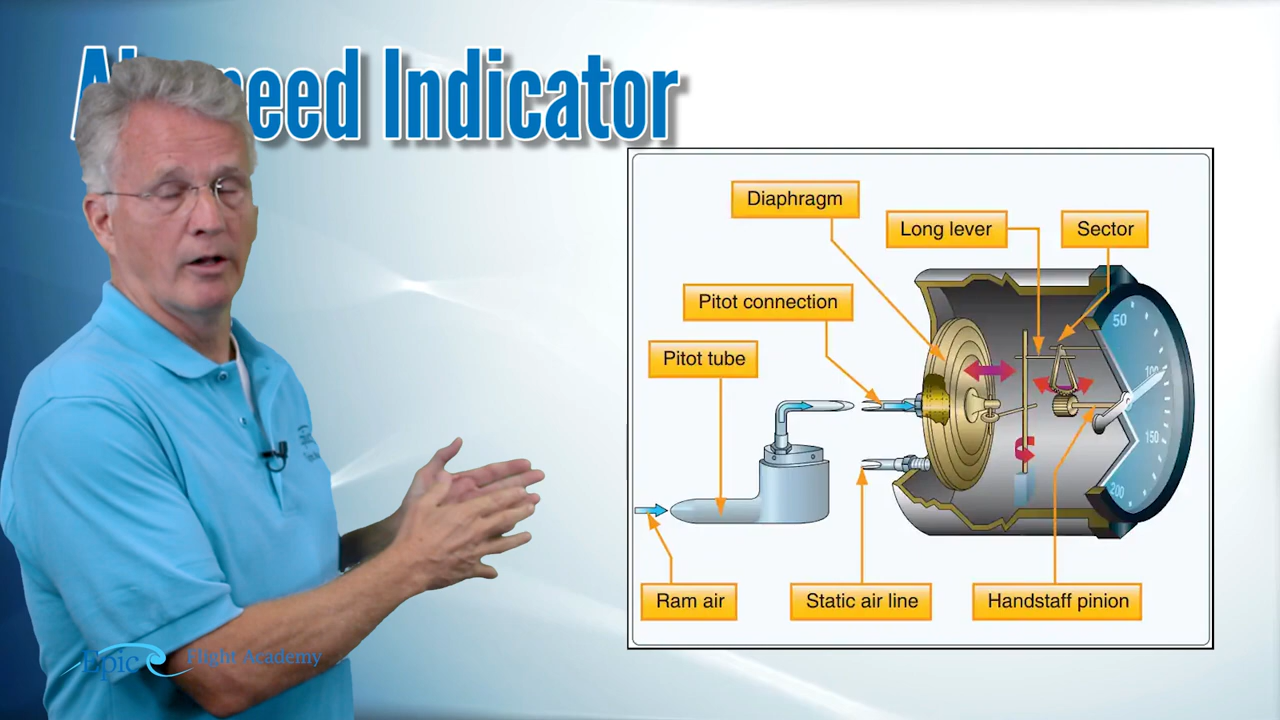 Indicator
Diaphragm
Long lever
Sector
Pitot connection
Pitot tube
50
150
200
Ram air
Static air line
Handstaff pinion
Epic Flight Academy